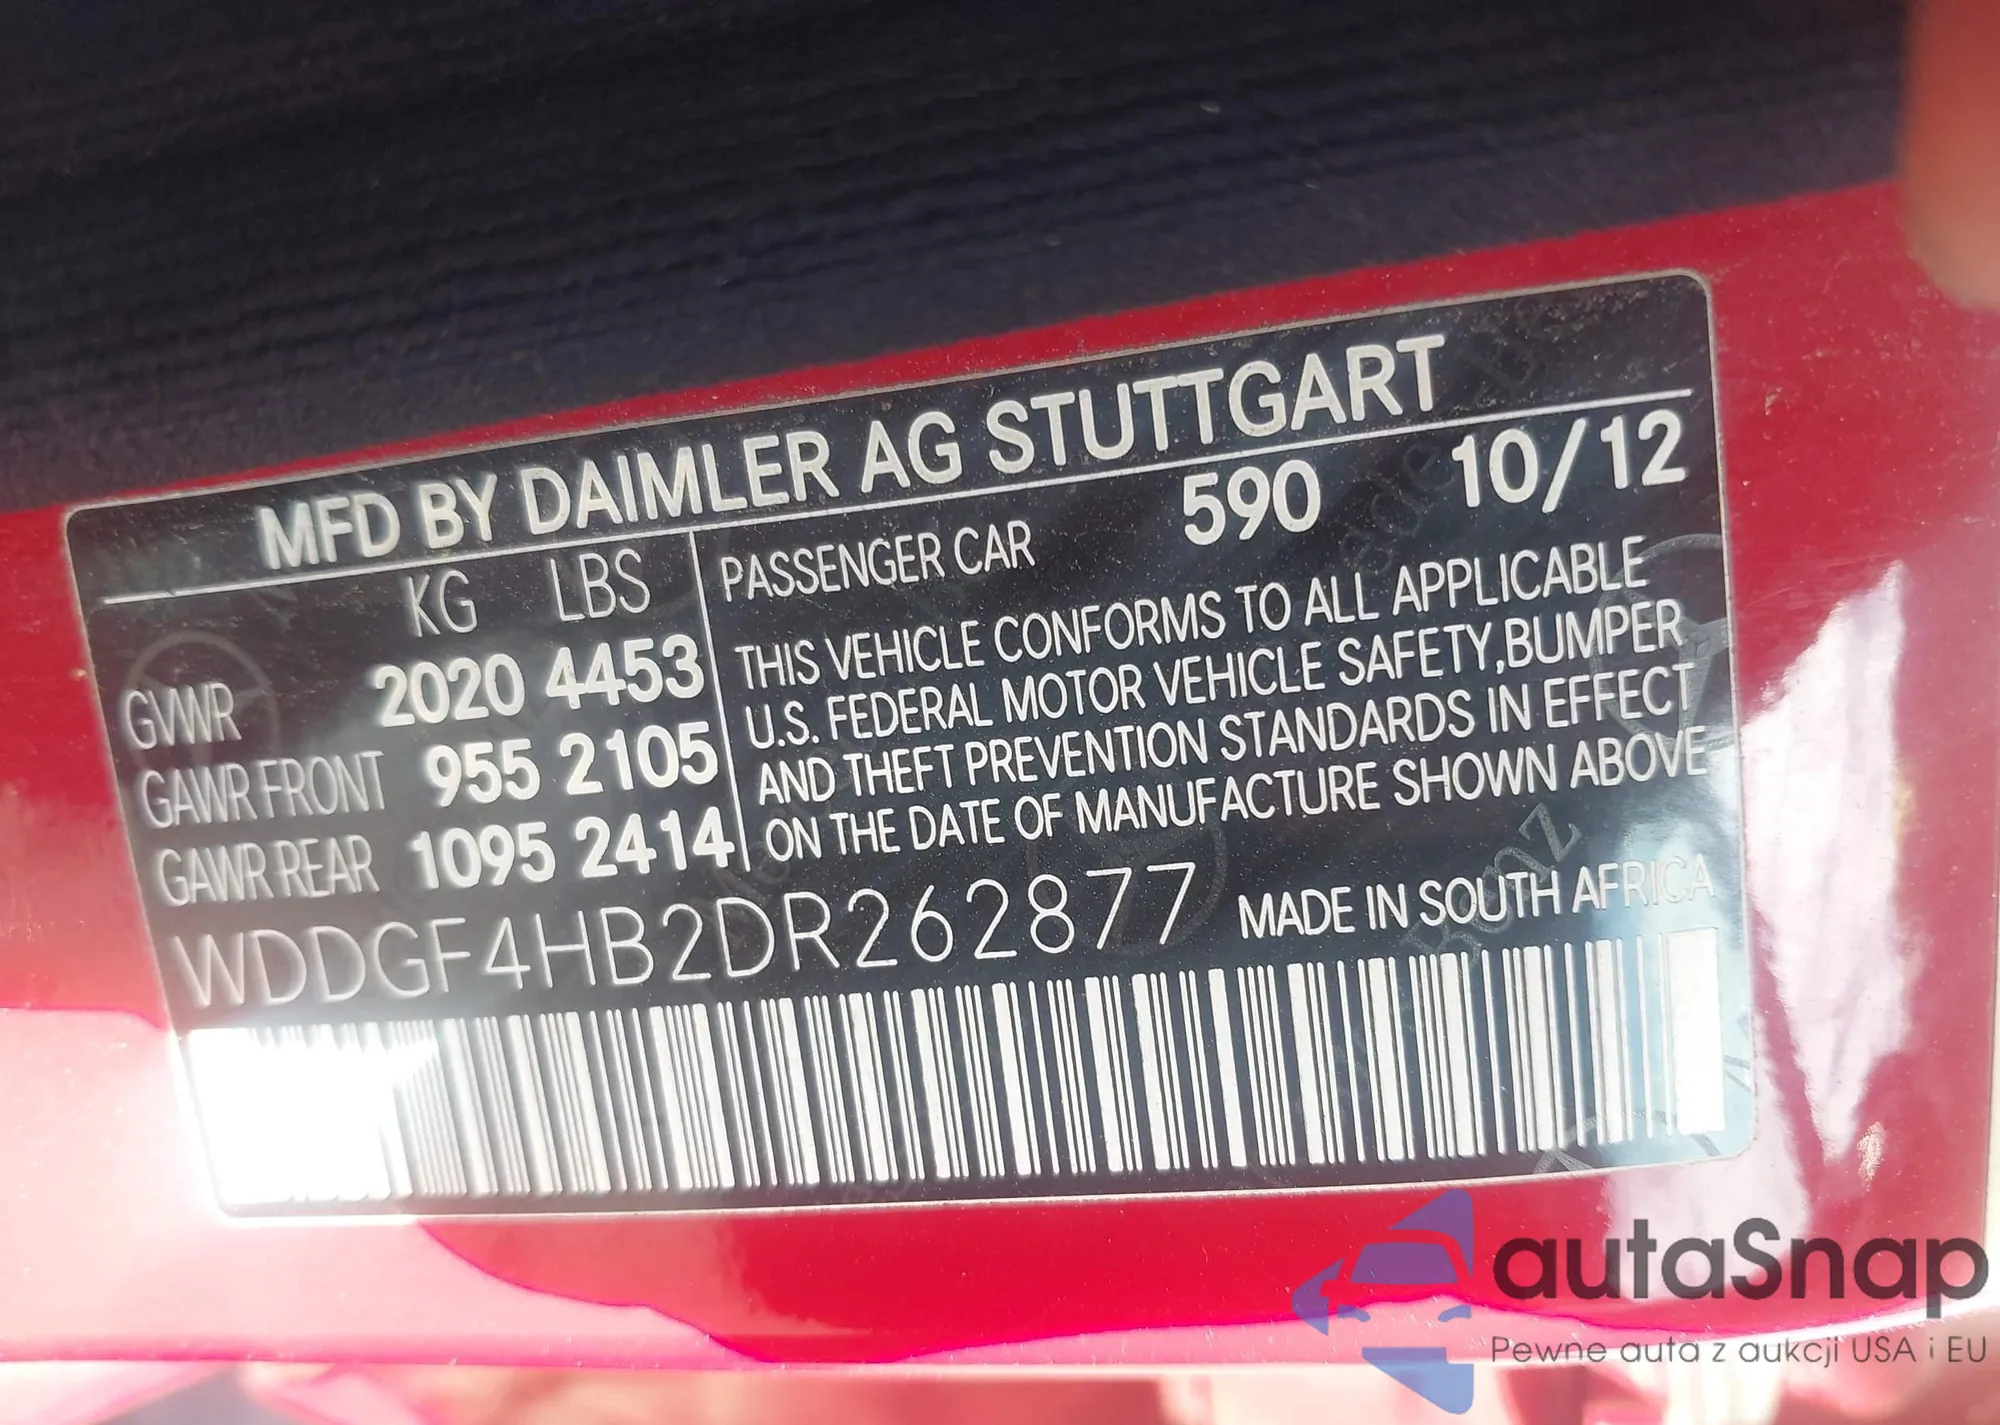 MFD BY DAIMLER AG STUTTGART
KG LBS
GVWR 2020 4453
GAWR FRONT 955 2105
GAWR REAR 1095 2414
PASSENGER CAR 590 10/12
THIS VEHICLE CONFORMS TO ALL APPLICABLE
U.S. FEDERAL MOTOR VEHICLE SAFETY,BUMPER
AND THEFT PREVENTION STANDARDS IN EFFECT
ON THE DATE OF MANUFACTURE SHOWN ABOVE
WDDGF4HB2DR262877 MADE IN SOUTH AFRICA
autaSnap
Pewne auta z aukcji USA i EU